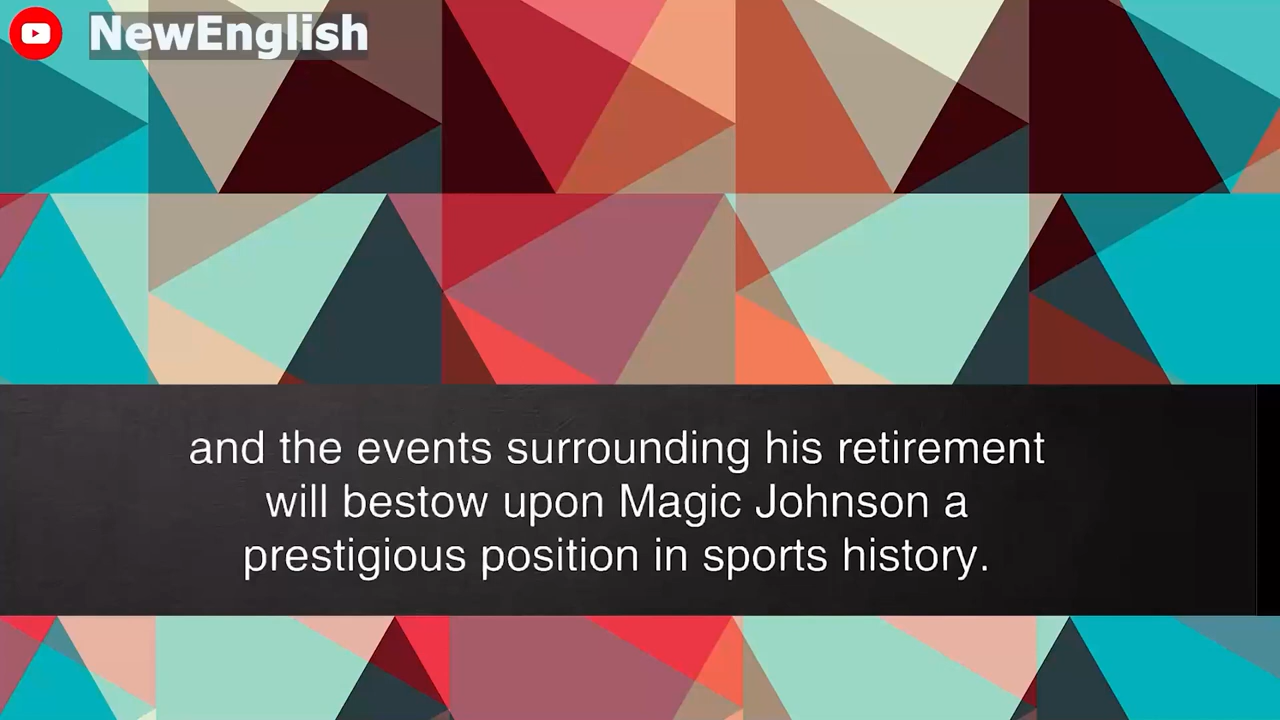 NewEnglish
and the events surrounding his retirement
will bestow upon Magic Johnson a
prestigious position in sports history.